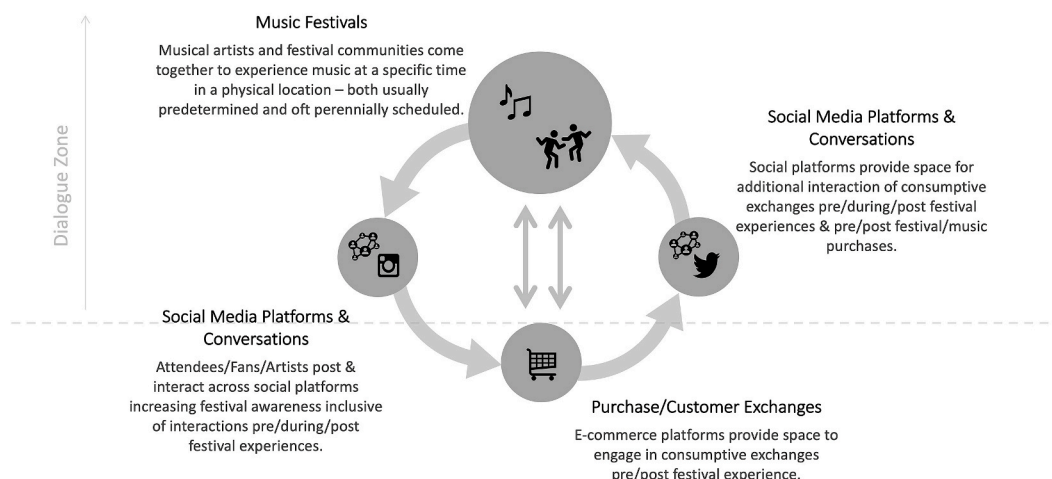 Music Festivals
Musical artists and festival communities come
together to experience music at a specific time
in a physical location – both usually
predetermined and oft perennially scheduled.
Dialogue Zone
Social Media Platforms &
Conversations
Social platforms provide space for
additional interaction of consumptive
exchanges pre/during/post festival
experiences & pre/post festival/music
purchases.
Social Media Platforms &
Conversations
Attendees/Fans/Artists post &
interact across social platforms
increasing festival awareness inclusive
of interactions pre/during/post
festival experiences.
Purchase/Customer Exchanges
E-commerce platforms provide space to
engage in consumptive exchanges
pre/post festival experience.